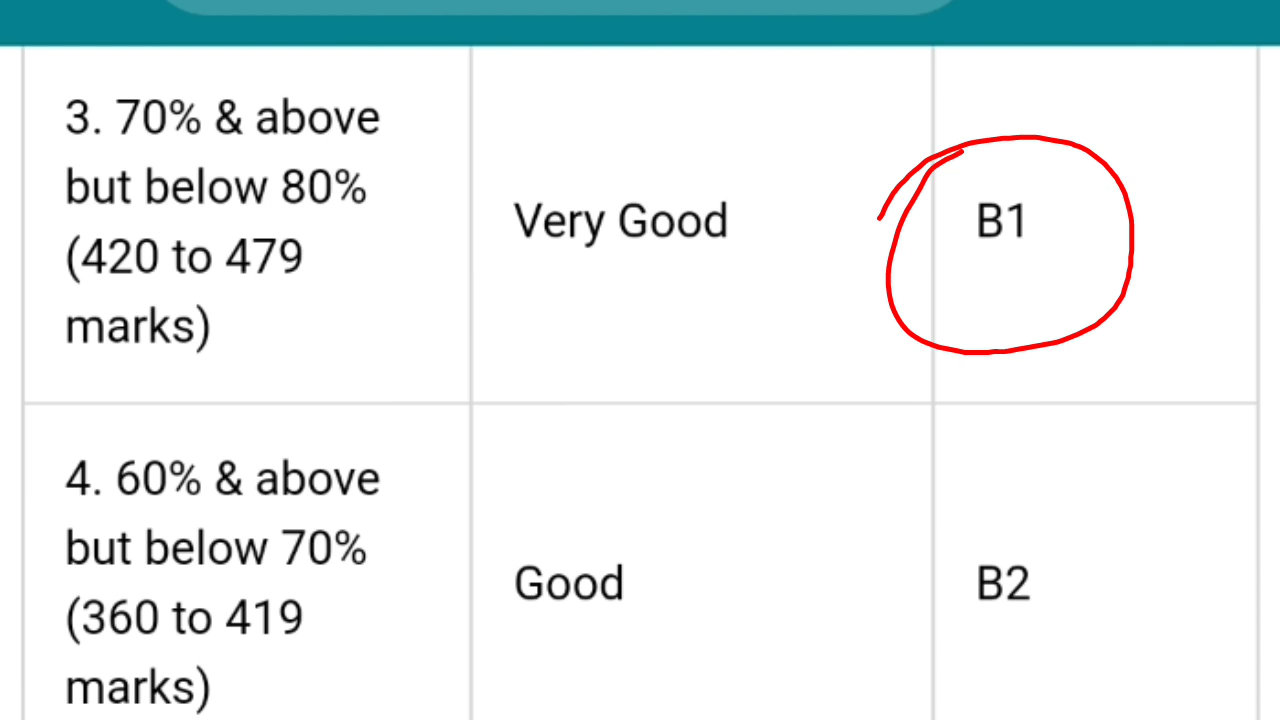 3. 70% & above
but below 80%
(420 to 479
marks)
Very Good
B1
4. 60% & above
but below 70%
(360 to 419
marks)
Good
B2